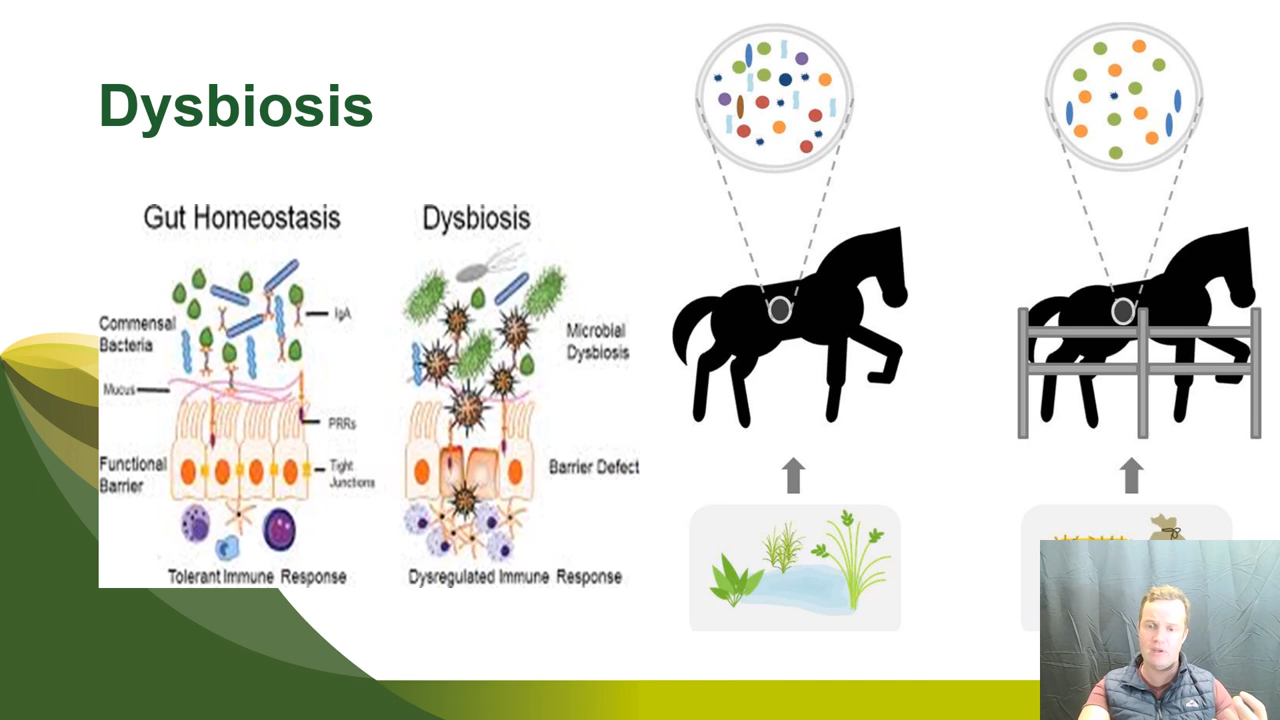 Dysbiosis
Gut Homeostasis
Commensal
Bacteria
IgA
Mucus
PRRs
Functional
Barrier
Tight
Junctions
Tolerant Immune Response
Dysbiosis
Microbial
Dysbiosis
Barrier Defect
Dysregulated Immune Response